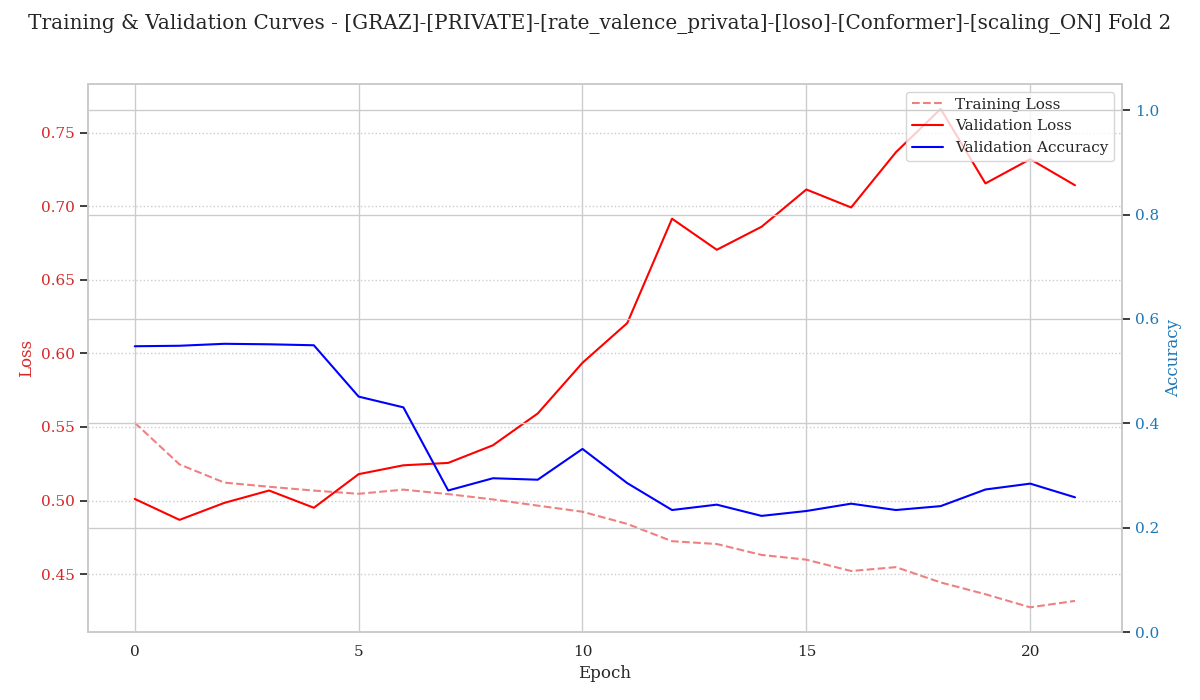 Training & Validation Curves - [GRAZ]-[PRIVATE]-[rate_valence_privata]-[loso]-[Conformer]-[scaling_ON] Fold 2
Training Loss
Validation Loss
Validation Accuracy
Loss
0.75
0.70
0.65
0.60
0.55
0.50
0.45
Accuracy
1.0
0.8
0.6
0.4
0.2
0.0
0
5
10
15
20
Epoch